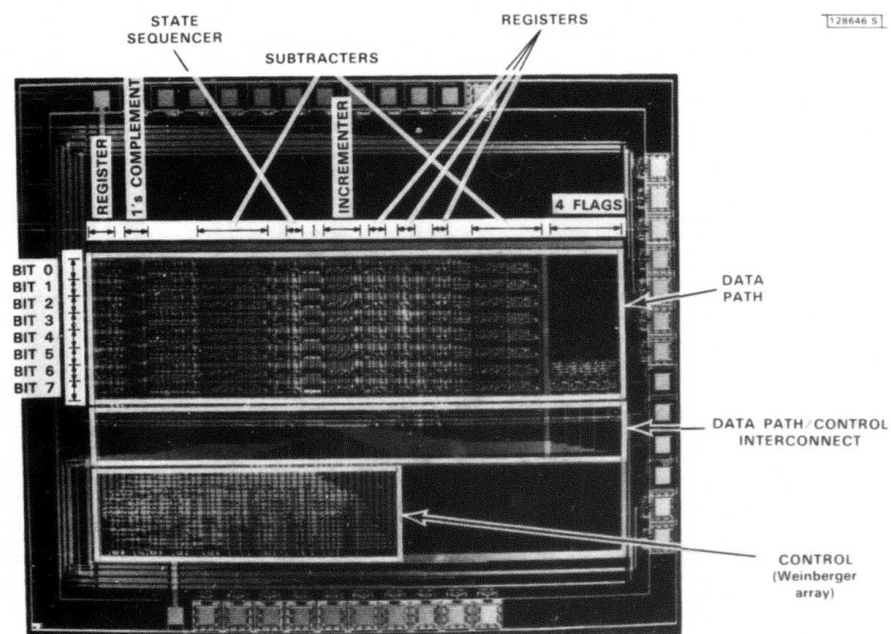 STATE
SEQUENCER
REGISTERS
128646 S
SUBTRACTERS
REGISTER
1's COMPLEMENT
INCREMENTER
4 FLAGS
BIT 0
BIT 1
BIT 2
BIT 3
BIT 4
BIT 5
BIT 6
BIT 7
DATA
PATH
DATA PATH/CONTROL
INTERCONNECT
CONTROL
(Weinberger
array)